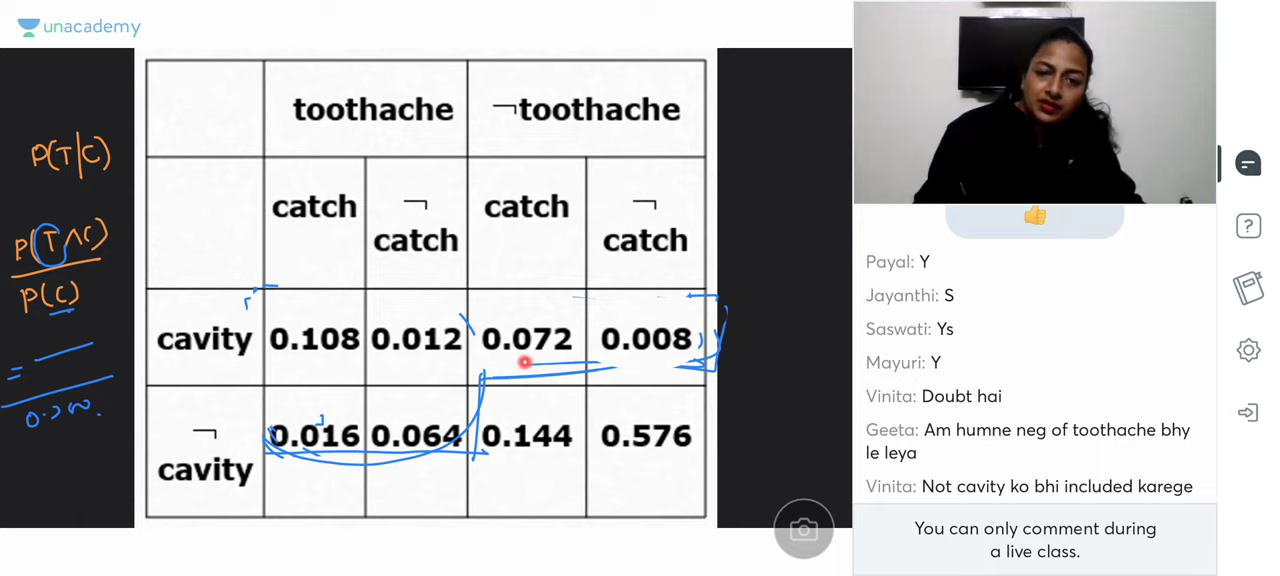 unacademy
P(T|C)
P(T∧C)
P(C)
=
toothache ¬toothache
catch ¬ catch ¬
catch catch
cavity 0.108 0.012 0.072 0.008
¬ 0.016 0.064 0.144 0.576
cavity
Payal: Y
Jayanthi: S
Saswati: Ys
Mayuri: Y
Vinita: Doubt hai
Geeta: Am humne neg of toothache bhy
le leya
Vinita: Not cavity ko bhi included karege
You can only comment during
a live class.